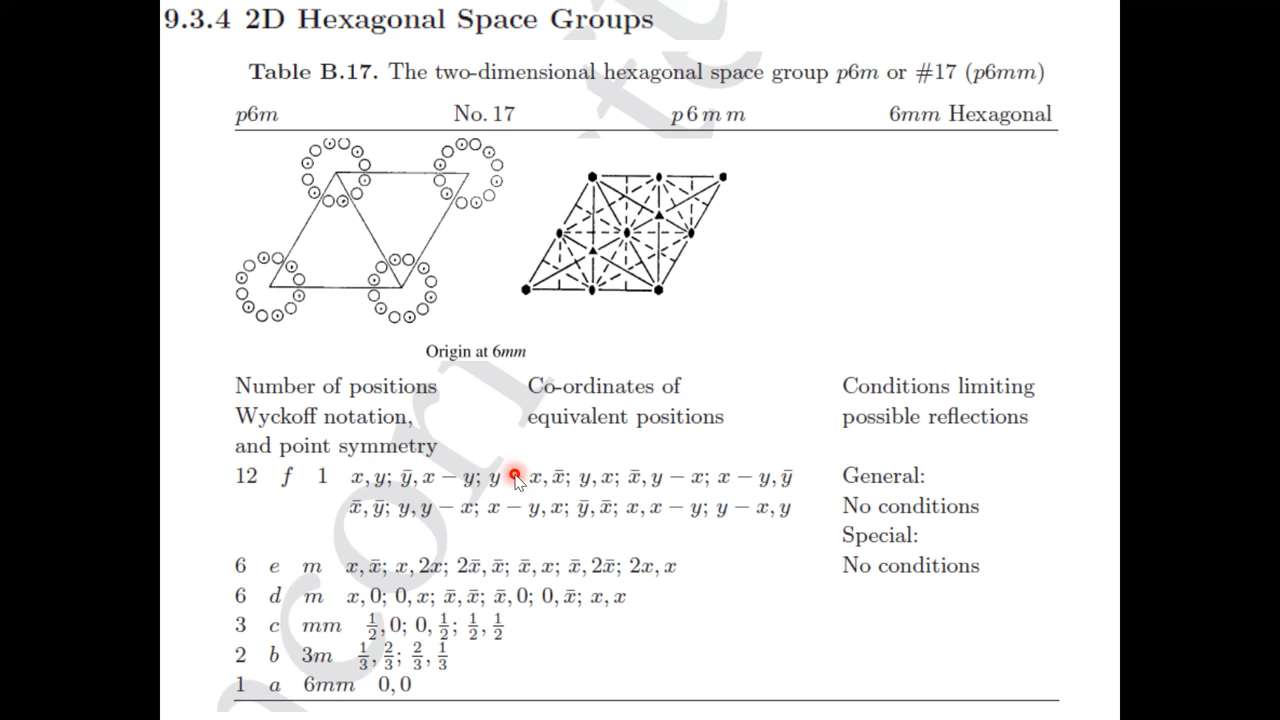 9.3.4 2D Hexagonal Space Groups
Table B.17. The two-dimensional hexagonal space group p6m or #17 (p6mm)
p6m No. 17 p 6 m m 6mm Hexagonal
Origin at 6mm
Number of positions Co-ordinates of Conditions limiting
Wyckoff notation, equivalent positions possible reflections
and point symmetry
12 f 1 x, y; ȳ, x − y; y x, x̄; y, x; x̄, y − x; x − y, ȳ General:
x̄, ȳ; y, y − x; x − y, x; ȳ, x̄; x, x − y; y − x, y No conditions
Special:
6 e m x, x̄; x, 2x; 2x̄, x̄; x̄, x; x̄, 2x̄; 2x, x No conditions
6 d m x, 0; 0, x; x̄, x̄; x̄, 0; 0, x̄; x, x
3 c mm 1/2, 0; 0, 1/2; 1/2, 1/2
2 b 3m 1/3, 2/3; 2/3, 1/3
1 a 6mm 0, 0